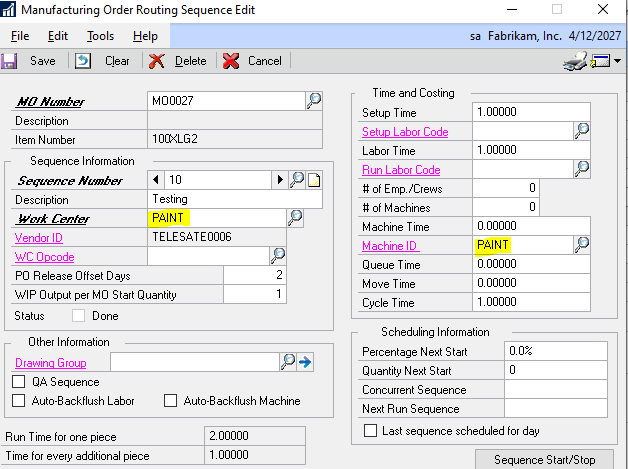 Manufacturing Order Routing Sequence Edit
File Edit Tools Help sa Fabrikam, Inc. 4/12/2027
Save Clear Delete Cancel
MO Number MO0027
Description
Item Number 100XLG2
Sequence Information
Sequence Number 10
Description Testing
Work Center PAINT
Vendor ID TELESATE0006
WC Opcode
PO Release Offset Days 2
WIP Output per MO Start Quantity 1
Status Done
Other Information
Drawing Group
QA Sequence
Auto-Backflush Labor Auto-Backflush Machine
Run Time for one piece 2.00000
Time for every additional piece 1.00000
Time and Costing
Setup Time 1.00000
Setup Labor Code
Labor Time 1.00000
Run Labor Code
# of Emp./Crews 0
# of Machines 0
Machine Time 0.00000
Machine ID PAINT
Queue Time 0.00000
Move Time 0.00000
Cycle Time 1.00000
Scheduling Information
Percentage Next Start 0.0%
Quantity Next Start 0
Concurrent Sequence
Next Run Sequence
Last sequence scheduled for day
Sequence Start/Stop